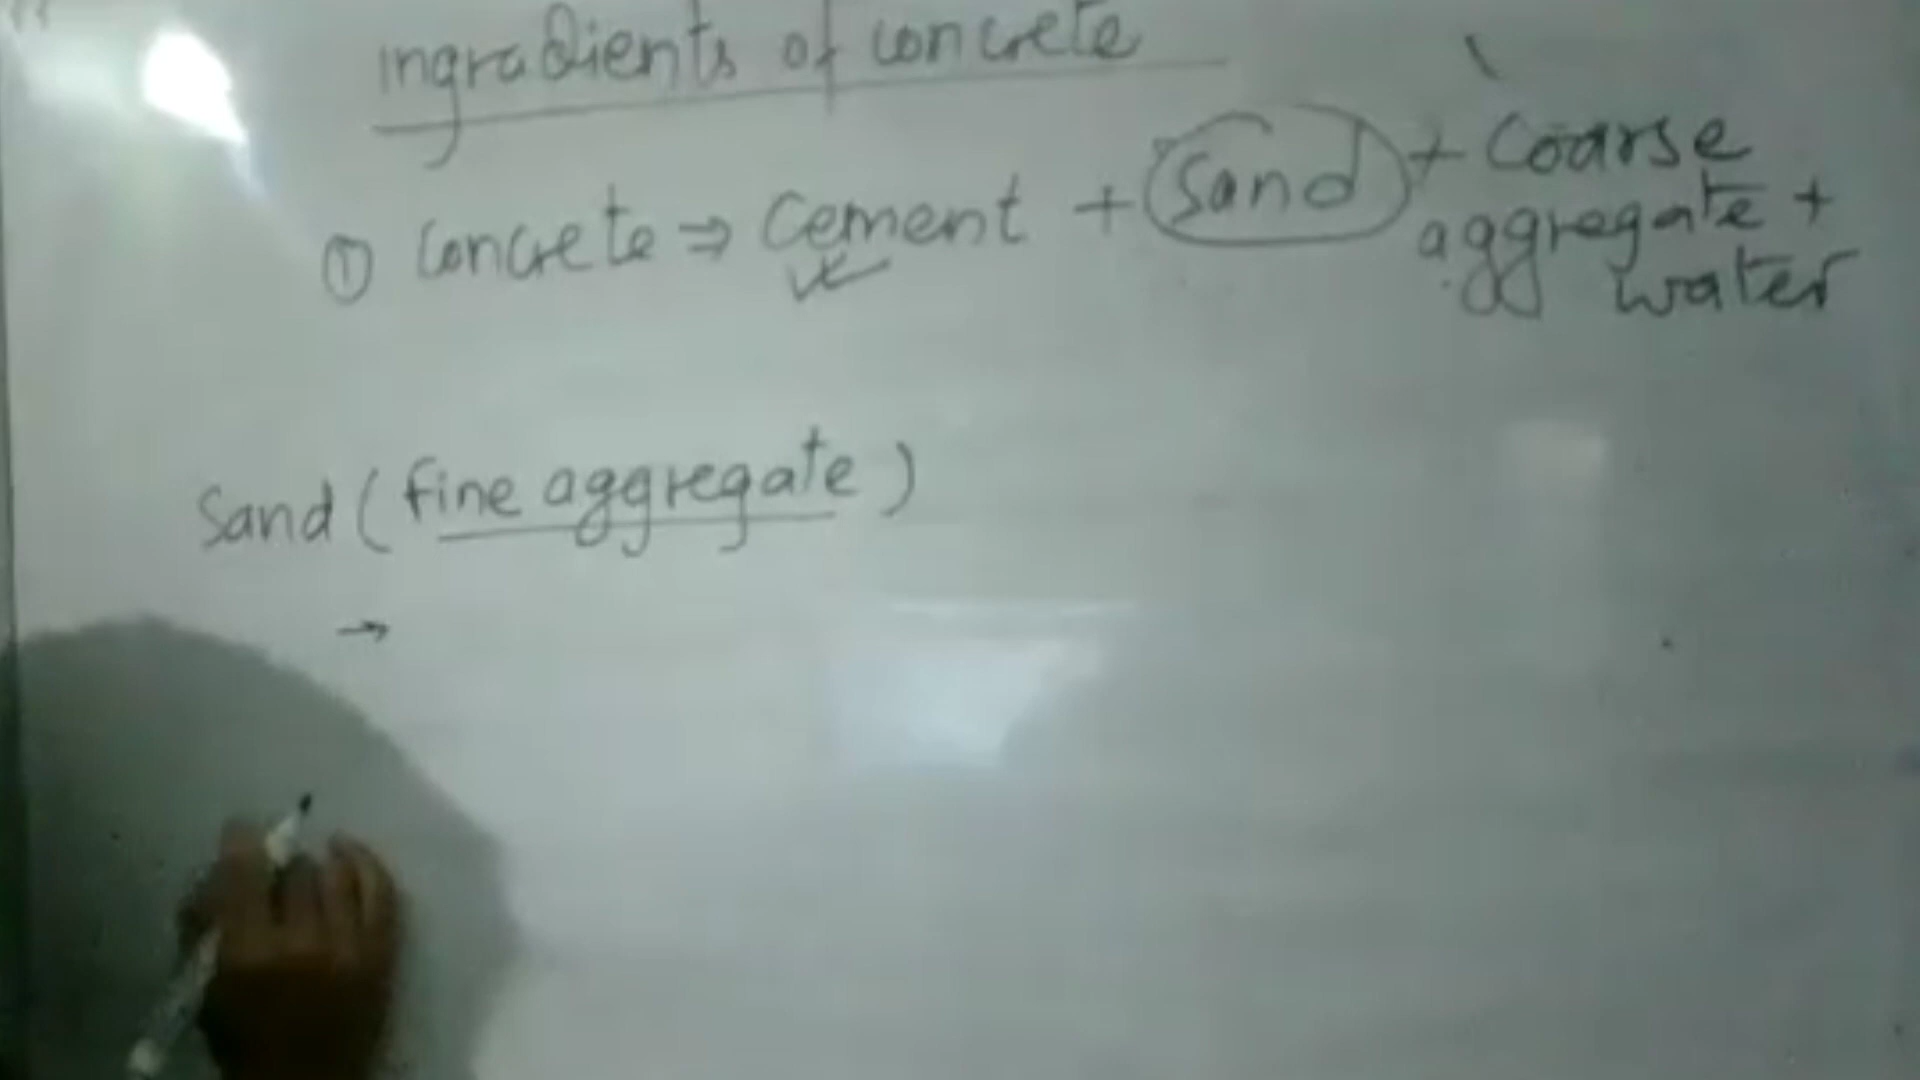 ingradients of concrete
① concrete ⇒ Cement + Sand + Coarse
aggregate +
water
Sand (fine aggregate)
→